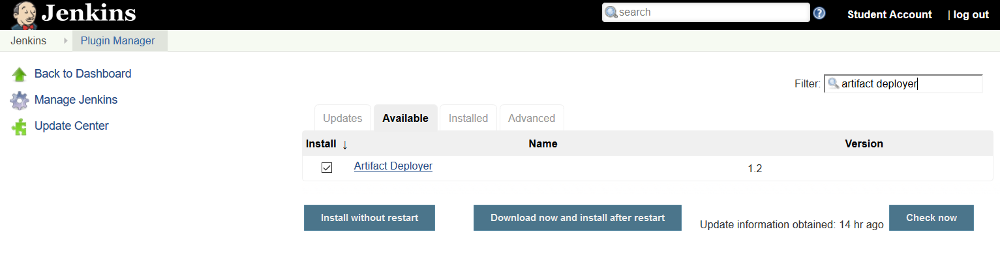 Jenkins
search
Student Account | log out
Jenkins Plugin Manager
Back to Dashboard
Manage Jenkins
Update Center
Filter: artifact deployer
Updates Available Installed Advanced
Install ↓ Name Version
Artifact Deployer 1.2
Install without restart Download now and install after restart Update information obtained: 14 hr ago Check now